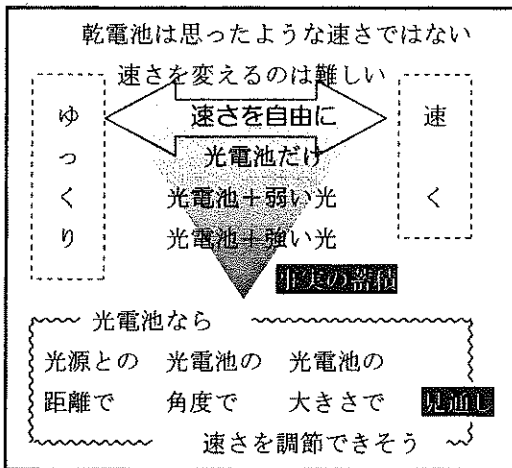 乾電池は思ったような速さではない
速さを変えるのは難しい
ゆっくり
速さを自由に
速く
光電池だけ
光電池＋弱い光
光電池＋強い光
事実の蓄積
光電池なら
光源との 光電池の 光電池の
距離で 角度で 大きさで 見通し
速さを調節できそう